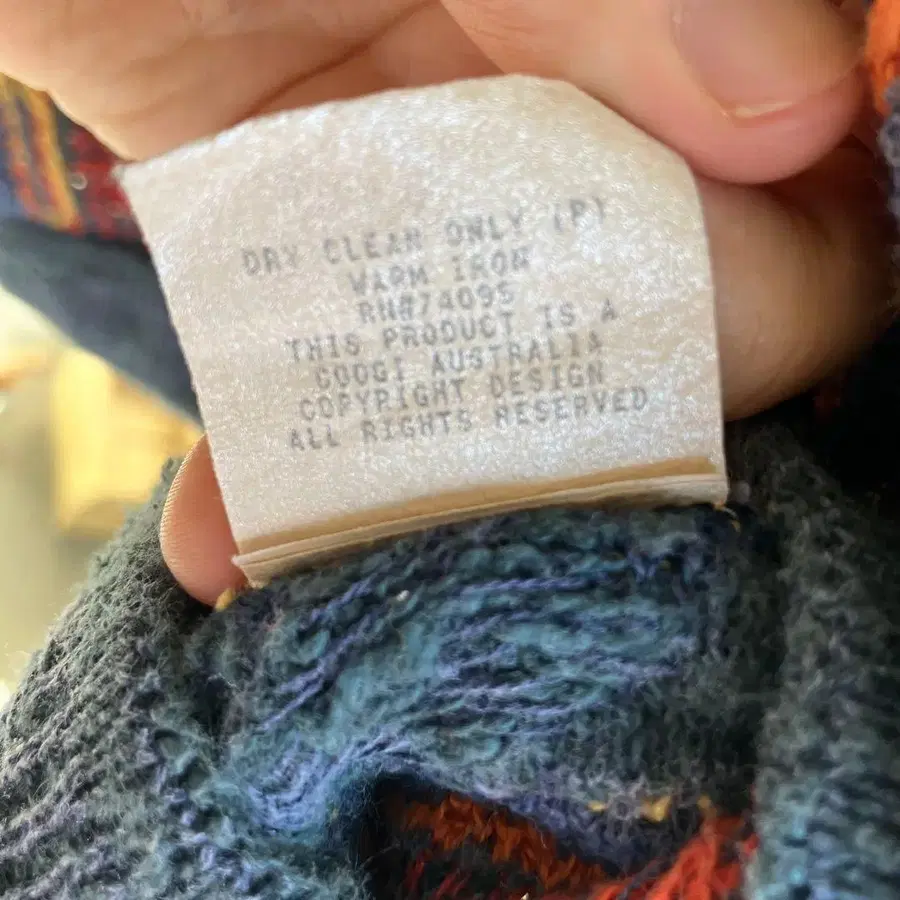 DRY CLEAN ONLY (P)
WARM IRON
RN#74095
THIS PRODUCT IS A
COOGI AUSTRALIA
COPYRIGHT DESIGN
ALL RIGHTS RESERVED